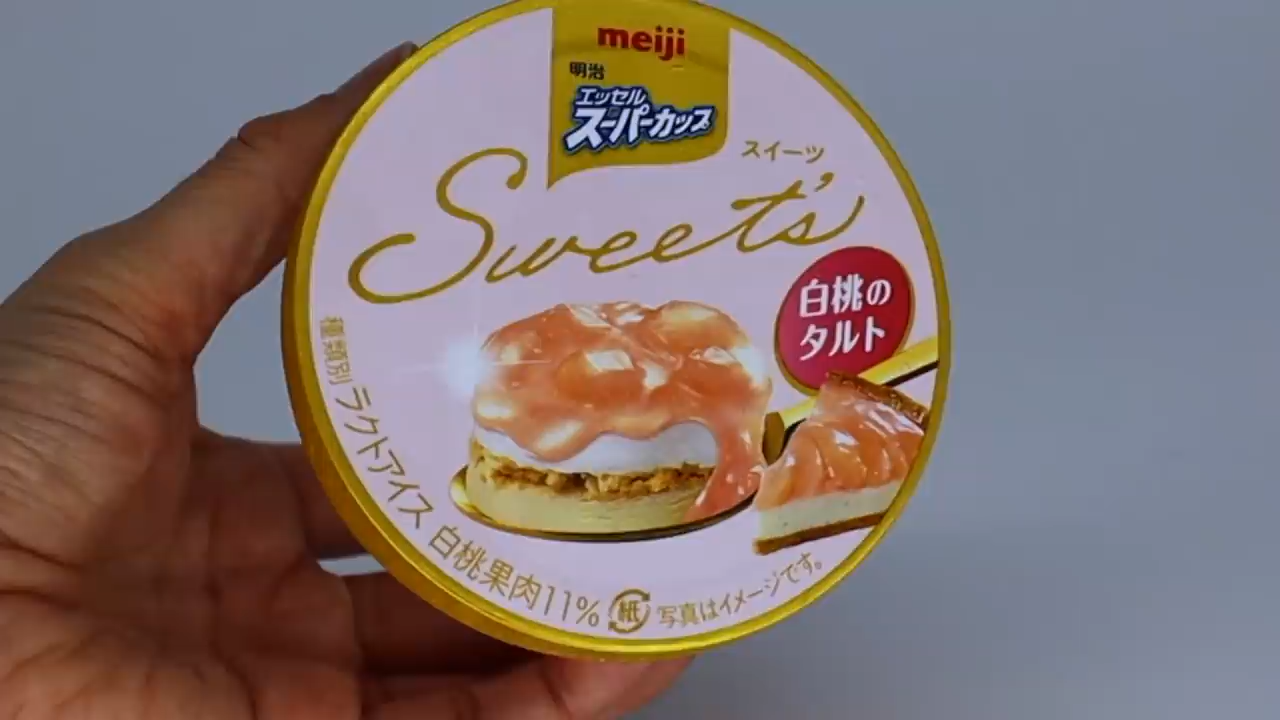 meiji
明治
エッセル
スーパーカップ
スイーツ
Sweet's
白桃の
タルト
種類別 ラクトアイス 白桃果肉11%
紙
写真はイメージです。